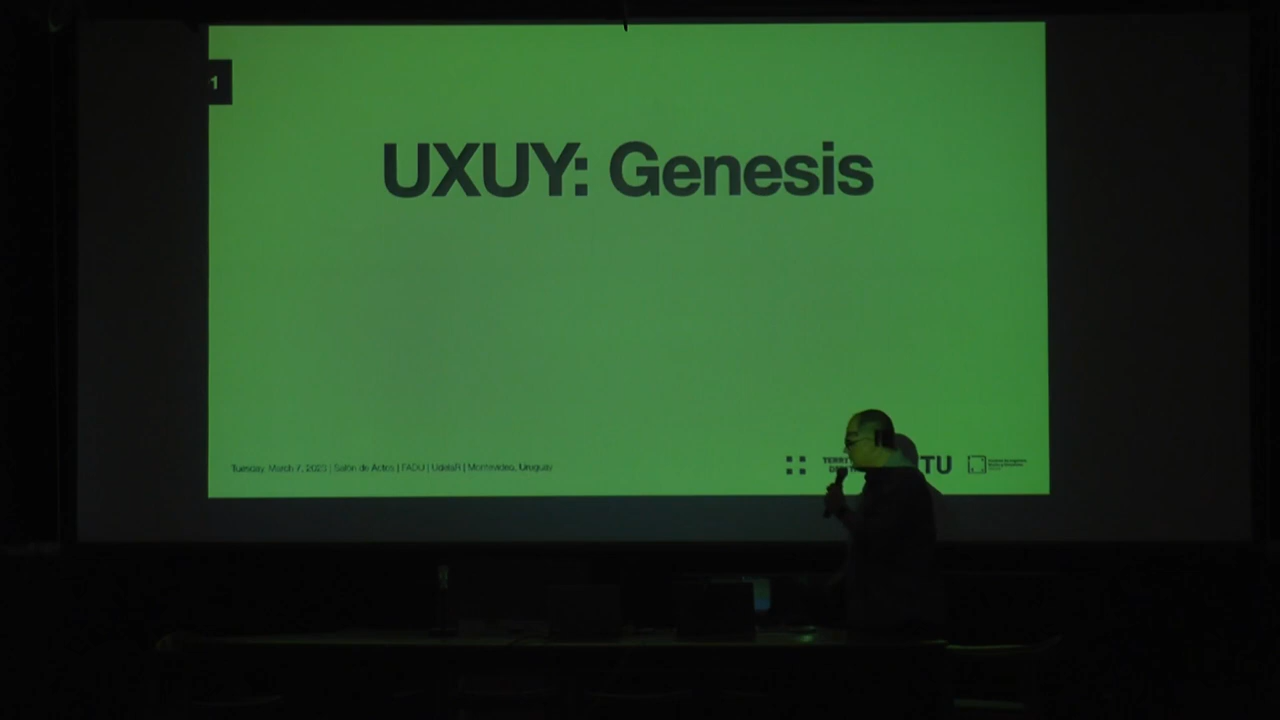 1
UXUY: Genesis
Tuesday, March 7, 2023 | Salón de Actos | FADU | UdelaR | Montevideo, Uruguay
TU